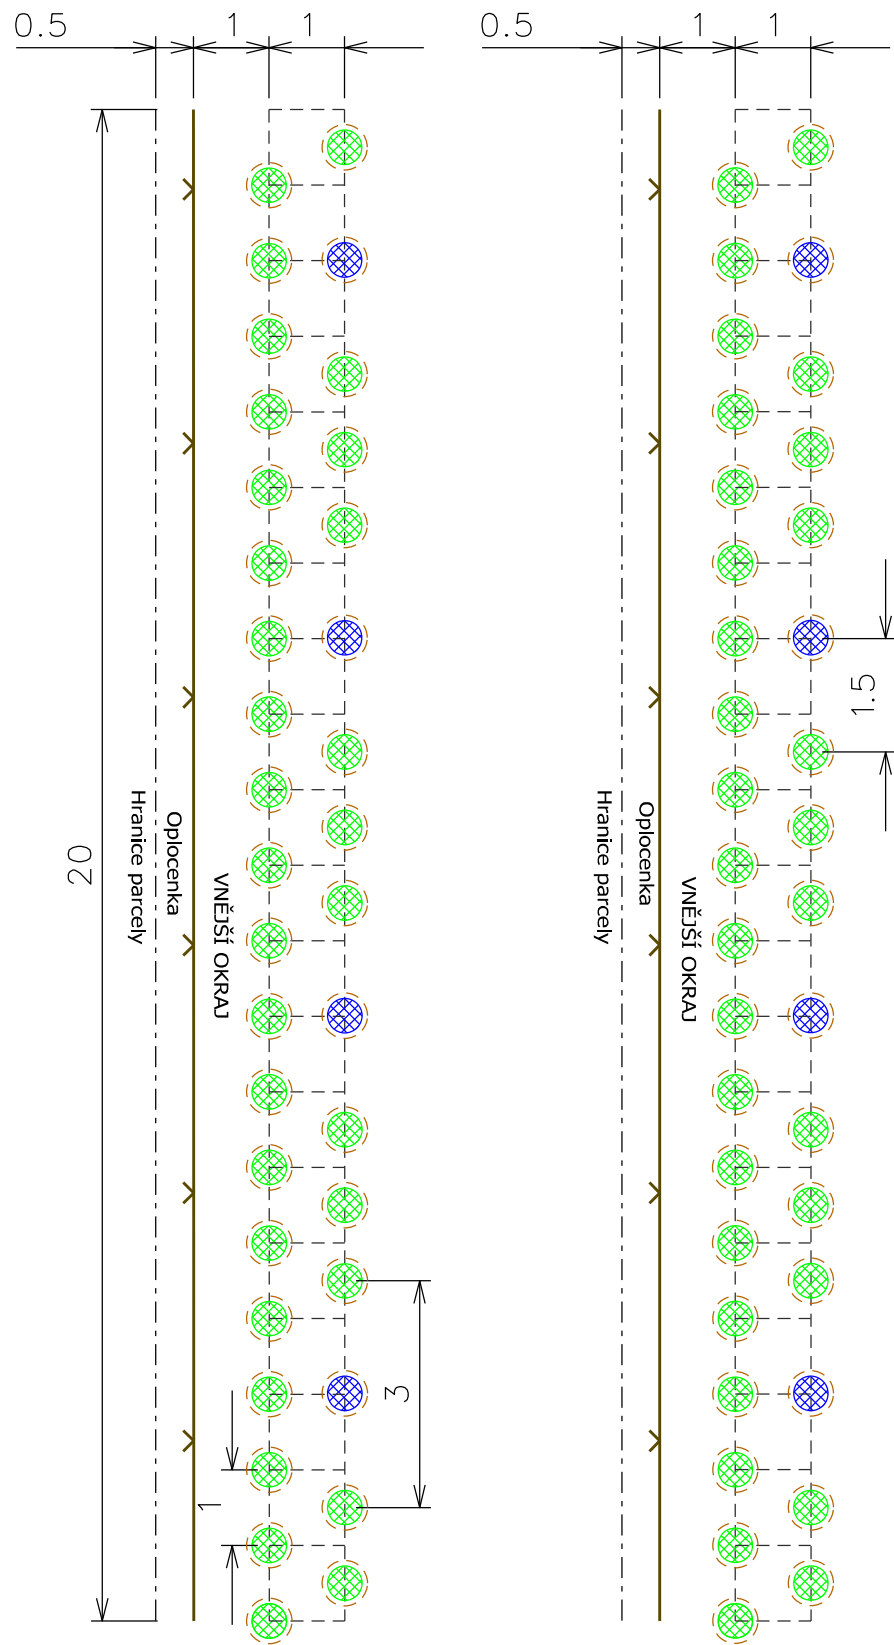 0.5
1
1
0.5
1
1
1.5
20
Hranice parcely
Oplocenka
VNĚJŠÍ OKRAJ
Hranice parcely
Oplocenka
VNĚJŠÍ OKRAJ
3
1